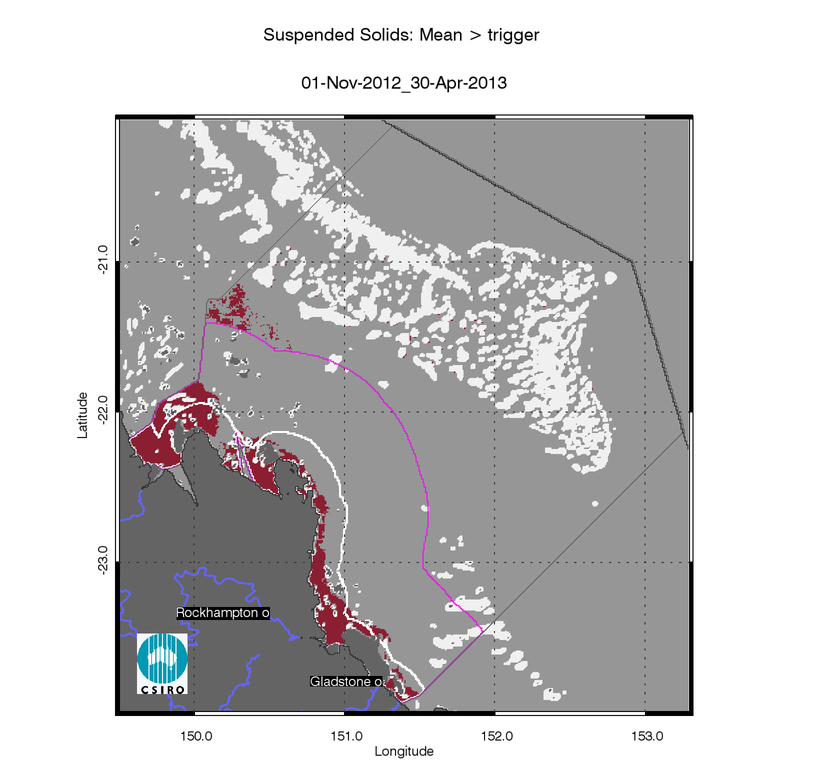 Suspended Solids: Mean > trigger
01-Nov-2012_30-Apr-2013
21.0
-22.0
-23.0
Latitude
Rockhampton o
Gladstone o
CSIRO
150.0 151.0 152.0 153.0
Longitude